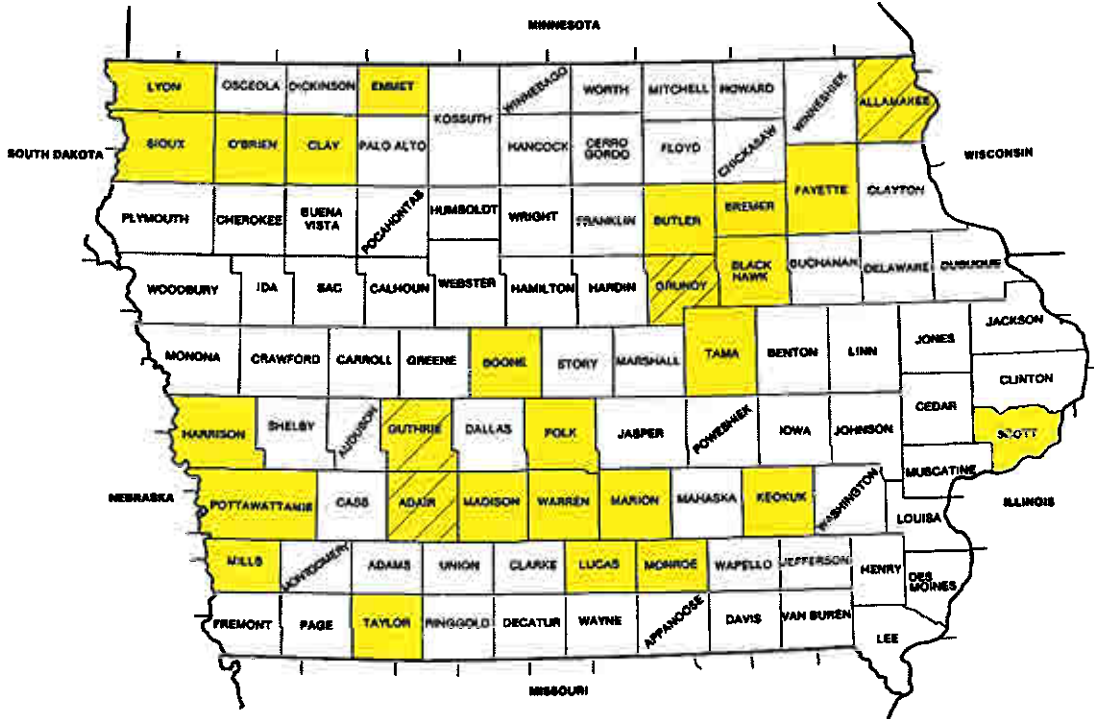 MINNESOTA
LYON
OSCEOLA
DICKINSON
EMMET
KOSSUTH
WINNEBAGO
WORTH
MITCHELL
HOWARD
WINNESHIEK
ALLAMAKEE
SOUTH DAKOTA
SIOUX
O'BRIEN
CLAY
PALO ALTO
HANCOCK
CERRO
GORDO
FLOYD
CHICKASAW
WISCONSIN
PLYMOUTH
CHEROKEE
BUENA
VISTA
POCAHONTAS
HUMBOLDT
WRIGHT
FRANKLIN
BUTLER
BREMER
FAYETTE
CLAYTON
WOODBURY
IDA
SAC
CALHOUN
WEBSTER
HAMILTON
HARDIN
GRUNDY
BLACK
HAWK
BUCHANAN
DELAWARE
DUBUQUE
MONONA
CRAWFORD
CARROLL
GREENE
BOONE
STORY
MARSHALL
TAMA
BENTON
LINN
JONES
JACKSON
CLINTON
CEDAR
HARRISON
SHELBY
AUDUBON
GUTHRIE
DALLAS
POLK
JASPER
POWESHIEK
IOWA
JOHNSON
SCOTT
MUSCATINE
NEBRASKA
POTTAWATTAMIE
CASS
ADAIR
MADISON
WARREN
MARION
MAHASKA
KEOKUK
WASHINGTON
LOUISA
ILLINOIS
MILLS
MONTGOMERY
ADAMS
UNION
CLARKE
LUCAS
MONROE
WAPELLO
JEFFERSON
HENRY
DES
MOINES
FREMONT
PAGE
TAYLOR
RINGGOLD
DECATUR
WAYNE
APPANOOSE
DAVIS
VAN BUREN
LEE
MISSOURI